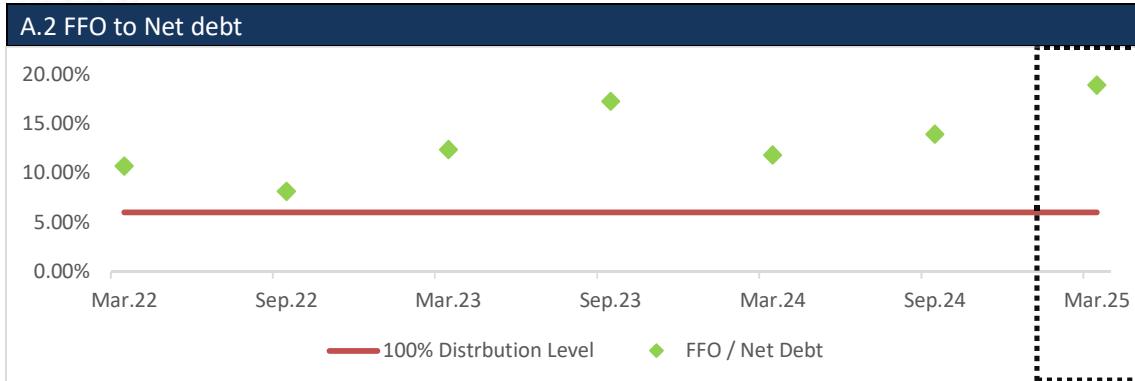 A.2 FFO to Net debt
20.00%
15.00%
10.00%
5.00%
0.00%
Mar.22 Sep.22 Mar.23 Sep.23 Mar.24 Sep.24 Mar.25
100% Distrbution Level FFO / Net Debt